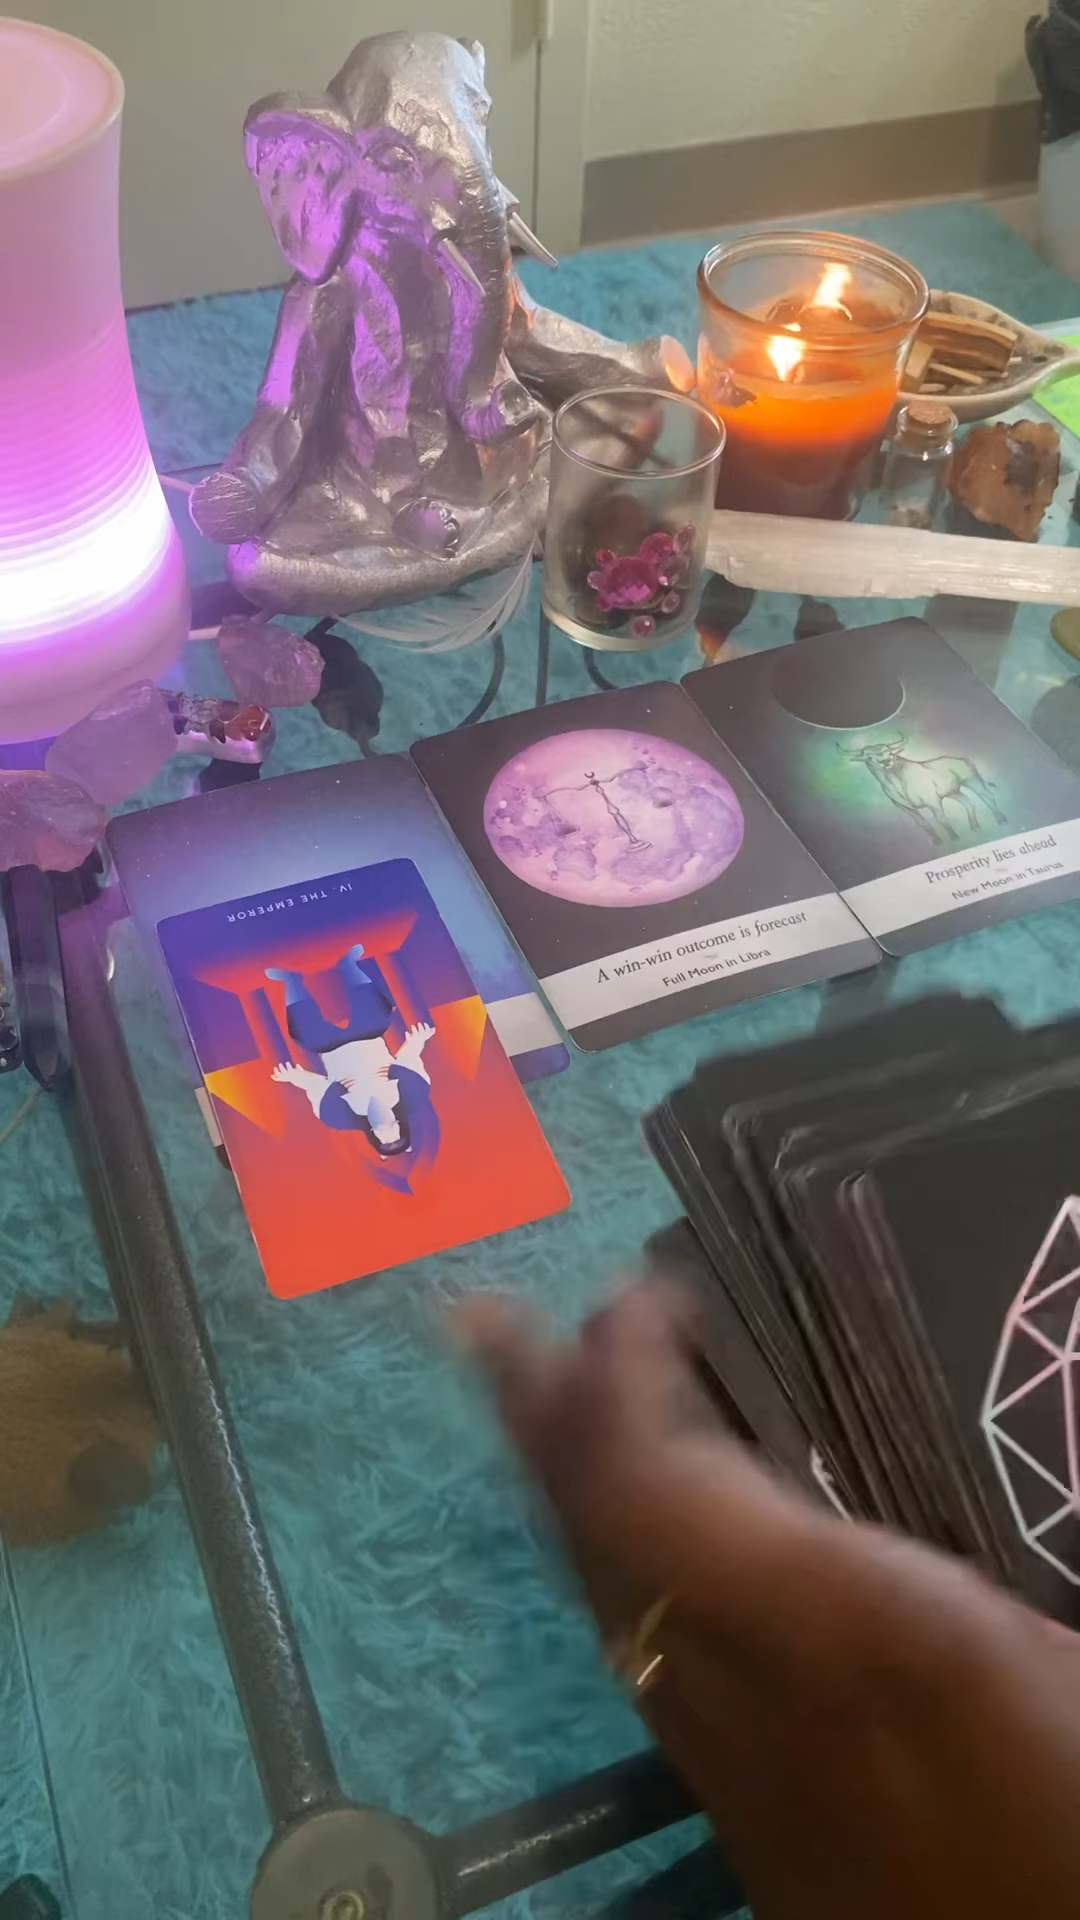 Prosperity lies ahead
New Moon in Taurus
A win-win outcome is forecast
Full Moon in Libra
IV. THE EMPEROR